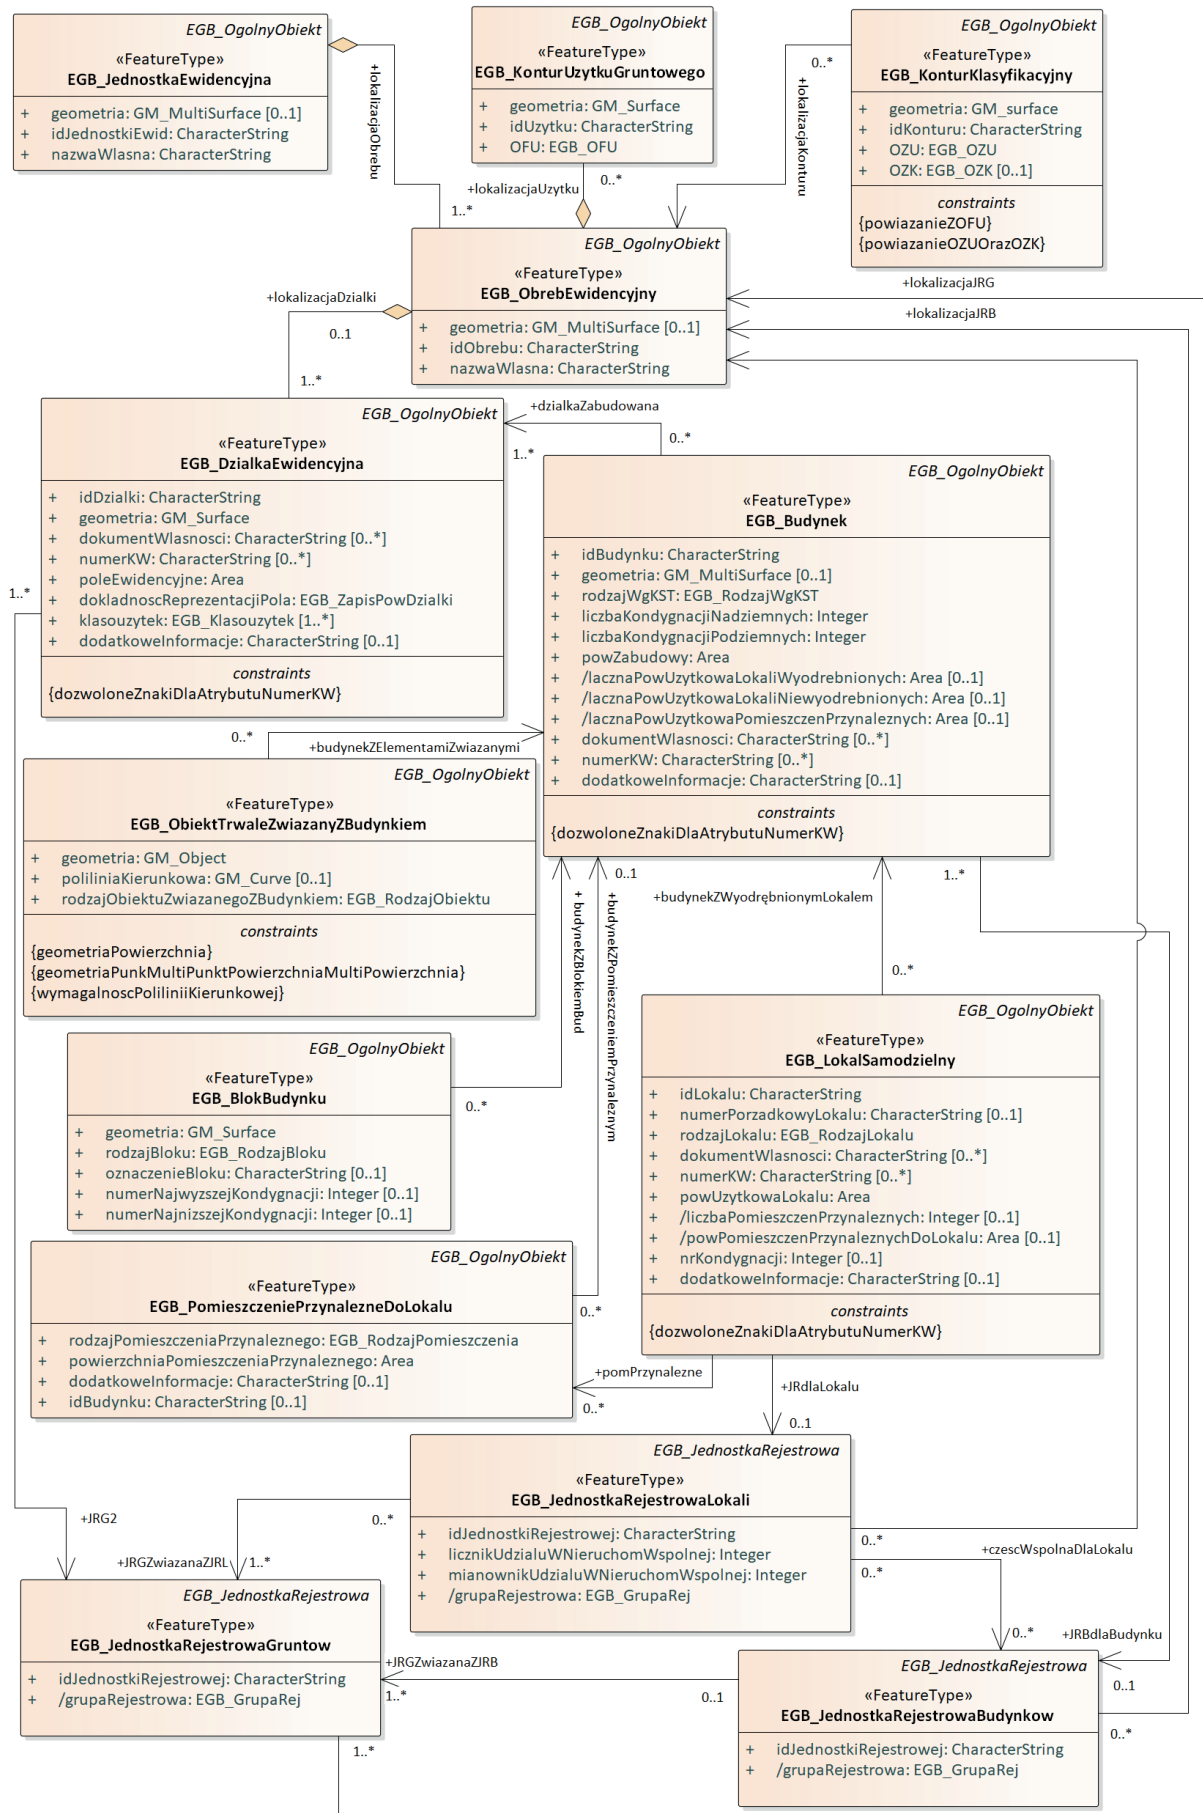 EGB_OgolnyObiekt
«FeatureType»
EGB_JednostkaEwidencyjna
+ geometria: GM_MultiSurface [0..1]
+ idJednostkiEwid: CharacterString
+ nazwaWlasna: CharacterString
+lokalizacjaObrebu
1..*
EGB_OgolnyObiekt
«FeatureType»
EGB_KonturUzytkuGruntowego
+ geometria: GM_Surface
+ idUzytku: CharacterString
+ OFU: EGB_OFU
+lokalizacjaUzytku
0..*
EGB_OgolnyObiekt
«FeatureType»
EGB_KonturKlasyfikacyjny
+ geometria: GM_surface
+ idKonturu: CharacterString
+ OZU: EGB_OZU
+ OZK: EGB_OZK [0..1]
constraints
{powiazanieZOFU}
{powiazanieOZUOrazOZK}
0..*
+lokalizacjaKonturu
EGB_OgolnyObiekt
«FeatureType»
EGB_ObrebEwidencyjny
+ geometria: GM_MultiSurface [0..1]
+ idObrebu: CharacterString
+ nazwaWlasna: CharacterString
+lokalizacjaJRG
+lokalizacjaJRB
+lokalizacjaDzialki
0..1
1..*
EGB_OgolnyObiekt
«FeatureType»
EGB_DzialkaEwidencyjna
+ idDzialki: CharacterString
+ geometria: GM_Surface
+ dokumentWlasnosci: CharacterString [0..*]
+ numerKW: CharacterString [0..*]
+ poleEwidencyjne: Area
+ dokladnoscReprezentacjiPola: EGB_ZapisPowDzialki
+ klasouzytek: EGB_Klasouzytek [1..*]
+ dodatkoweInformacje: CharacterString [0..1]
constraints
{dozwoloneZnakiDlaAtrybutuNumerKW}
1..*
+dzialkaZabudowana
1..*
0..*
EGB_OgolnyObiekt
«FeatureType»
EGB_Budynek
+ idBudynku: CharacterString
+ geometria: GM_MultiSurface [0..1]
+ rodzajWgKST: EGB_RodzajWgKST
+ liczbaKondygnacjiNadziemnych: Integer
+ liczbaKondygnacjiPodziemnych: Integer
+ powZabudowy: Area
+ /lacznaPowUzytkowaLokaliWyodrebnionych: Area [0..1]
+ /lacznaPowUzytkowaLokaliNiewyodrebnionych: Area [0..1]
+ /lacznaPowUzytkowaPomieszczenPrzynaleznych: Area [0..1]
+ dokumentWlasnosci: CharacterString [0..*]
+ numerKW: CharacterString [0..*]
+ dodatkoweInformacje: CharacterString [0..1]
constraints
{dozwoloneZnakiDlaAtrybutuNumerKW}
0..*
+budynekZElementamiZwiazanymi
EGB_OgolnyObiekt
«FeatureType»
EGB_ObiektTrwaleZwiazanyZBudynkiem
+ geometria: GM_Object
+ poliliniaKierunkowa: GM_Curve [0..1]
+ rodzajObiektuZwiazanegoZBudynkiem: EGB_RodzajObiektu
constraints
{geometriaPowierzchnia}
{geometriaPunkMultiPunktPowierzchniaMultiPowierzchnia}
{wymagalnoscPoliliniiKierunkowej}
+ budynekZBlokiemBud
0..1
+budynekZPomieszczeniemPrzynaleznym
+budynekZWyodrębnionymLokalem
0..*
1..*
EGB_OgolnyObiekt
«FeatureType»
EGB_BlokBudynku
+ geometria: GM_Surface
+ rodzajBloku: EGB_RodzajBloku
+ oznaczenieBloku: CharacterString [0..1]
+ numerNajwyzszejKondygnacji: Integer [0..1]
+ numerNajnizszejKondygnacji: Integer [0..1]
0..*
EGB_OgolnyObiekt
«FeatureType»
EGB_LokalSamodzielny
+ idLokalu: CharacterString
+ numerPorzadkowyLokalu: CharacterString [0..1]
+ rodzajLokalu: EGB_RodzajLokalu
+ dokumentWlasnosci: CharacterString [0..*]
+ numerKW: CharacterString [0..*]
+ powUzytkowaLokalu: Area
+ /liczbaPomieszczenPrzynaleznych: Integer [0..1]
+ /powPomieszczenPrzynaleznychDoLokalu: Area [0..1]
+ nrKondygnacji: Integer [0..1]
+ dodatkoweInformacje: CharacterString [0..1]
constraints
{dozwoloneZnakiDlaAtrybutuNumerKW}
EGB_OgolnyObiekt
«FeatureType»
EGB_PomieszczeniePrzynalezneDoLokalu
+ rodzajPomieszczeniaPrzynaleznego: EGB_RodzajPomieszczenia
+ powierzchniaPomieszczeniaPrzynaleznego: Area
+ dodatkoweInformacje: CharacterString [0..1]
+ idBudynku: CharacterString [0..1]
0..*
+pomPrzynalezne
0..*
+JRdlaLokalu
0..1
EGB_JednostkaRejestrowa
«FeatureType»
EGB_JednostkaRejestrowaLokali
+ idJednostkiRejestrowej: CharacterString
+ licznikUdzialuWNieruchomWspolnej: Integer
+ mianownikUdzialuWNieruchomWspolnej: Integer
+ /grupaRejestrowa: EGB_GrupaRej
+JRG2
0..*
+JRGZwiazanaZJRL
1..*
0..*
+czescWspolnaDlaLokalu
0..*
0..*
+JRBdlaBudynku
0..1
EGB_JednostkaRejestrowa
«FeatureType»
EGB_JednostkaRejestrowaGruntow
+ idJednostkiRejestrowej: CharacterString
+ /grupaRejestrowa: EGB_GrupaRej
1..*
+JRGZwiazanaZJRB
1..*
0..1
EGB_JednostkaRejestrowa
«FeatureType»
EGB_JednostkaRejestrowaBudynkow
+ idJednostkiRejestrowej: CharacterString
+ /grupaRejestrowa: EGB_GrupaRej
0..*